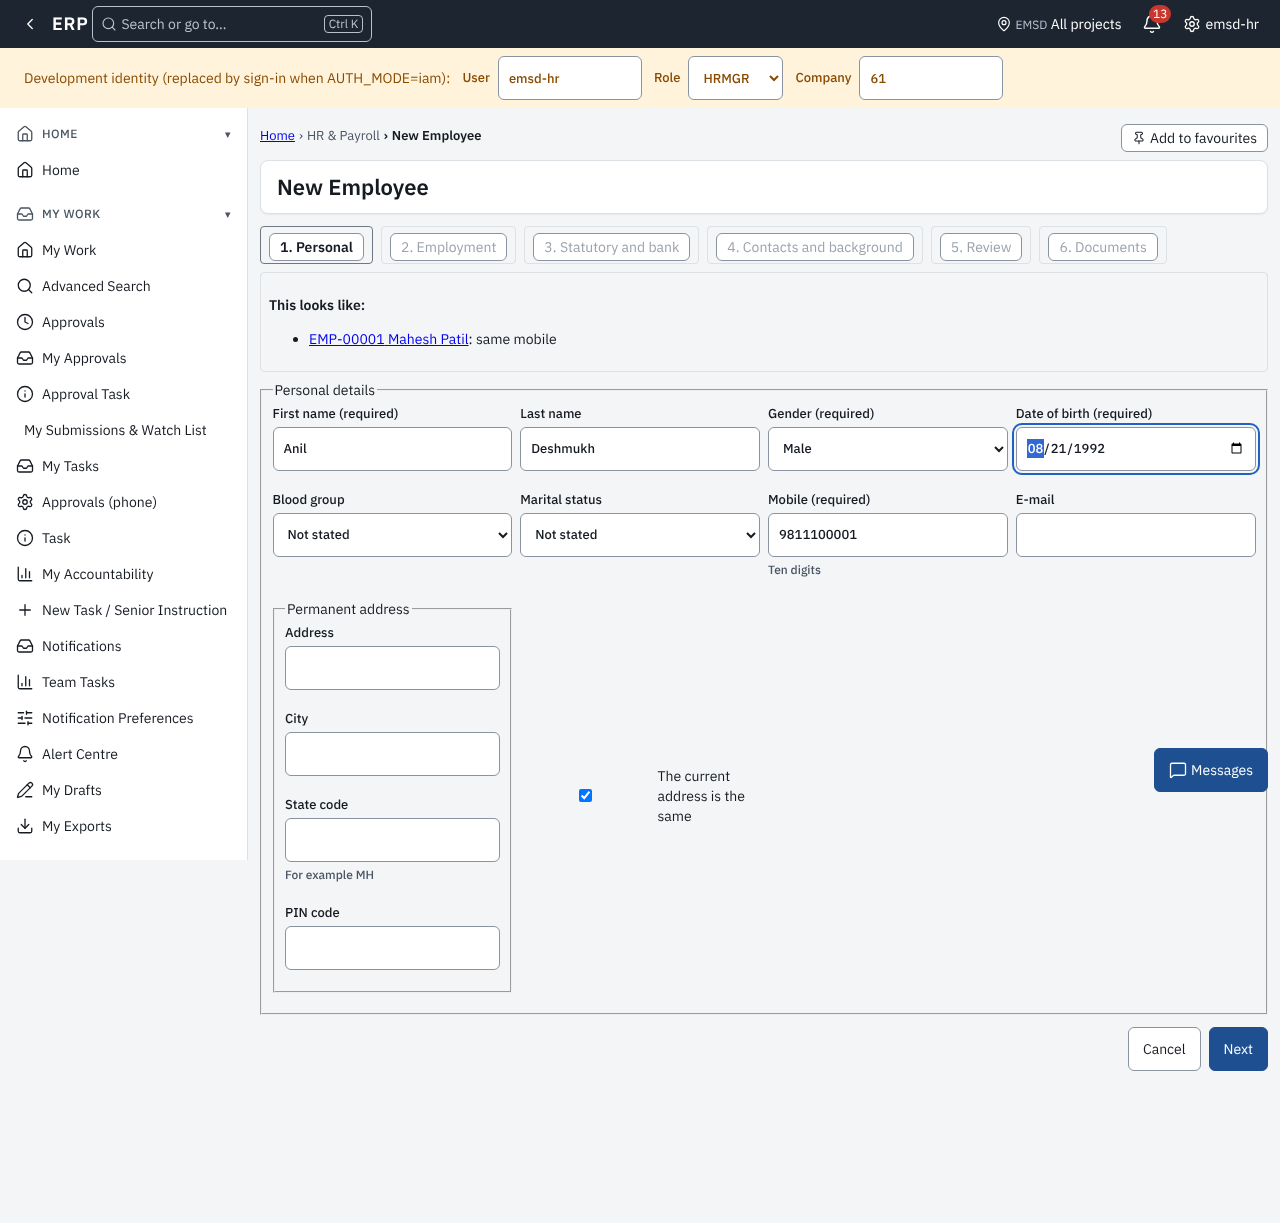 ERP
Search or go to...
Ctrl K
EMSD All projects
13
emsd-hr
Development identity (replaced by sign-in when AUTH_MODE=iam):
User
emsd-hr
Role
HRMGR
Company
61
HOME
Home
MY WORK
My Work
Advanced Search
Approvals
My Approvals
Approval Task
My Submissions & Watch List
My Tasks
Approvals (phone)
Task
My Accountability
New Task / Senior Instruction
Notifications
Team Tasks
Notification Preferences
Alert Centre
My Drafts
My Exports
Home › HR & Payroll › New Employee
Add to favourites
New Employee
1. Personal
2. Employment
3. Statutory and bank
4. Contacts and background
5. Review
6. Documents
This looks like:
EMP-00001 Mahesh Patil: same mobile
Personal details
First name (required)
Last name
Gender (required)
Date of birth (required)
Anil
Deshmukh
Male
08/21/1992
Blood group
Marital status
Mobile (required)
E-mail
Not stated
Not stated
9811100001
Ten digits
Permanent address
Address
City
State code
For example MH
PIN code
The current
address is the
same
Messages
Cancel
Next